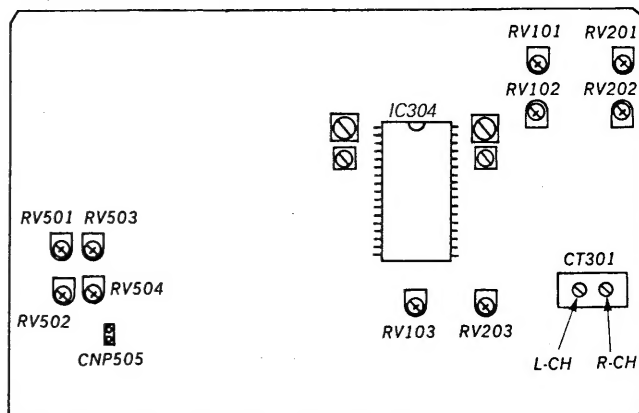 RV101 RV201
RV102 RV202
IC304
RV501 RV503
CT301
RV504
RV502
RV103 RV203
CNP505
L-CH R-CH